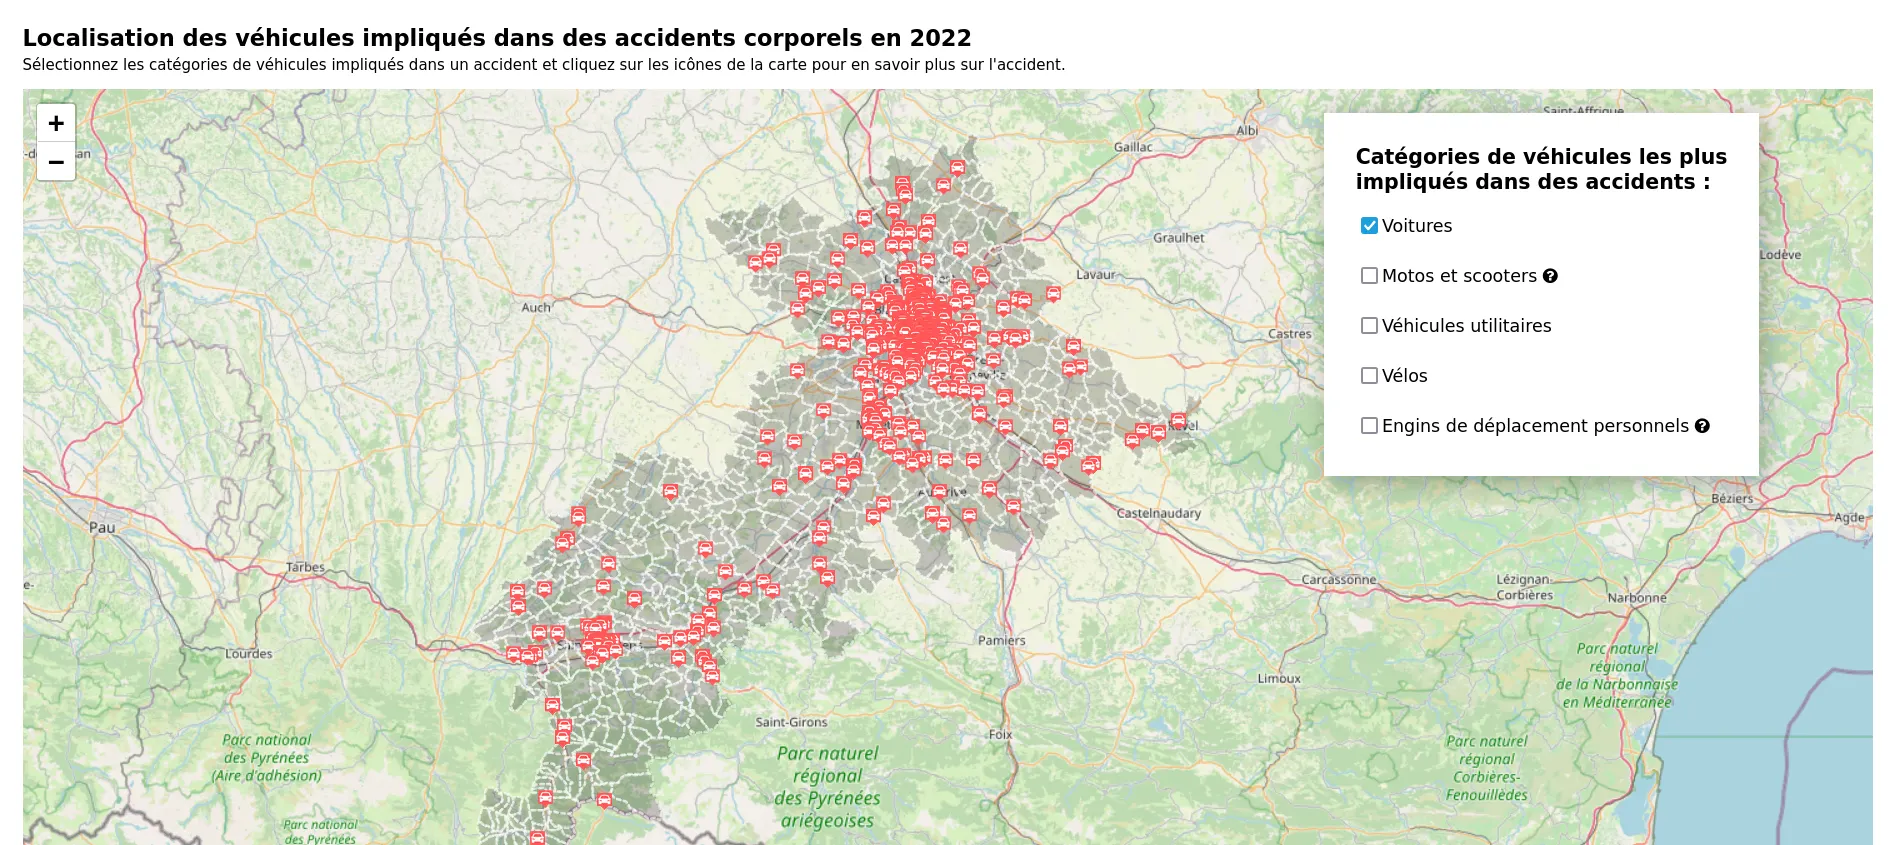 Localisation des véhicules impliqués dans des accidents corporels en 2022
Sélectionnez les catégories de véhicules impliqués dans un accident et cliquez sur les icônes de la carte pour en savoir plus sur l'accident.
+
−
Saint-Affrique
Albi
Gaillac
Catégories de véhicules les plus
impliqués dans des accidents :
Voitures
Graulhet
Lodève
Lavaur
Motos et scooters ?
Auch
Castres
Véhicules utilitaires
Vélos
Engins de déplacement personnels ?
Béziers
Castelnaudary
Agde
Pau
Tarbes
Carcassonne
Lézignan-
Corbières
Narbonne
Pamiers
Lourdes
Parc naturel
régional
de la Narbonnaise
en Méditerranée
Limoux
Saint-Girons
Foix
Parc national
des Pyrénées
(Aire d'adhésion)
Parc naturel
régional
des Pyrénées
ariégeoises
Parc naturel
régional
Corbières-
Fenouillèdes
Parc national
des Pyrénées